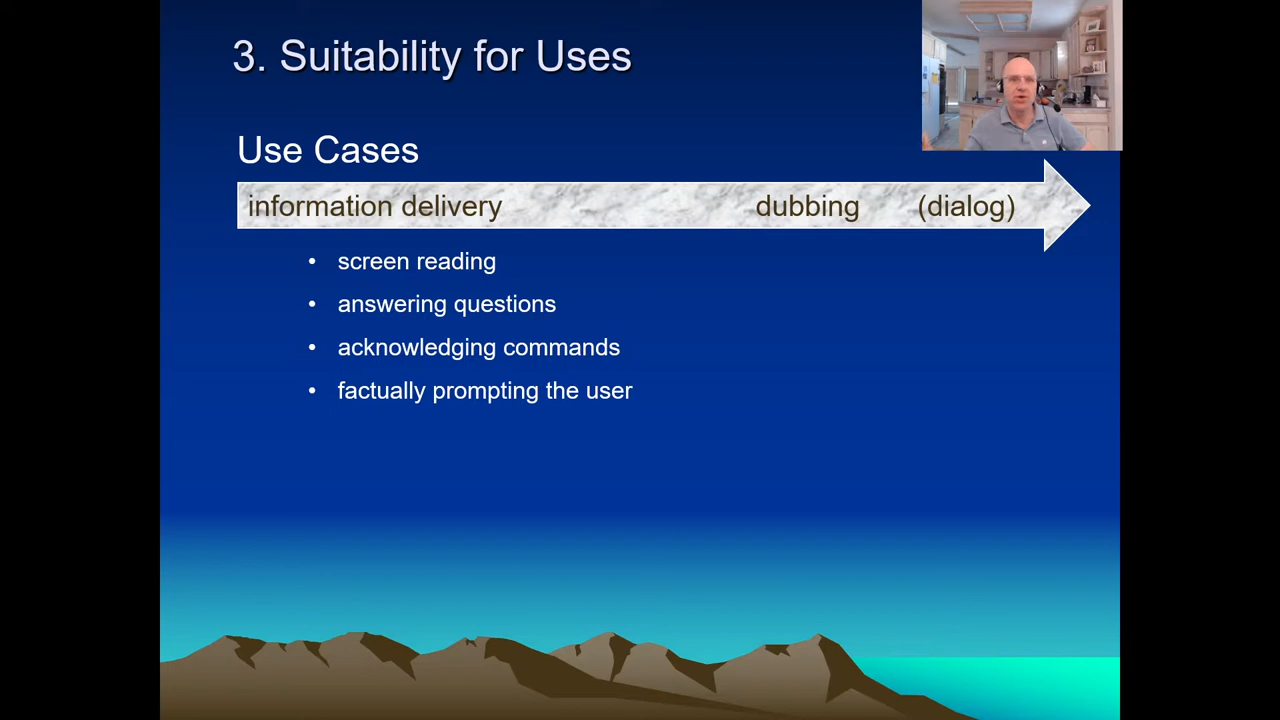 3. Suitability for Uses
Use Cases
information delivery dubbing (dialog)
• screen reading
• answering questions
• acknowledging commands
• factually prompting the user